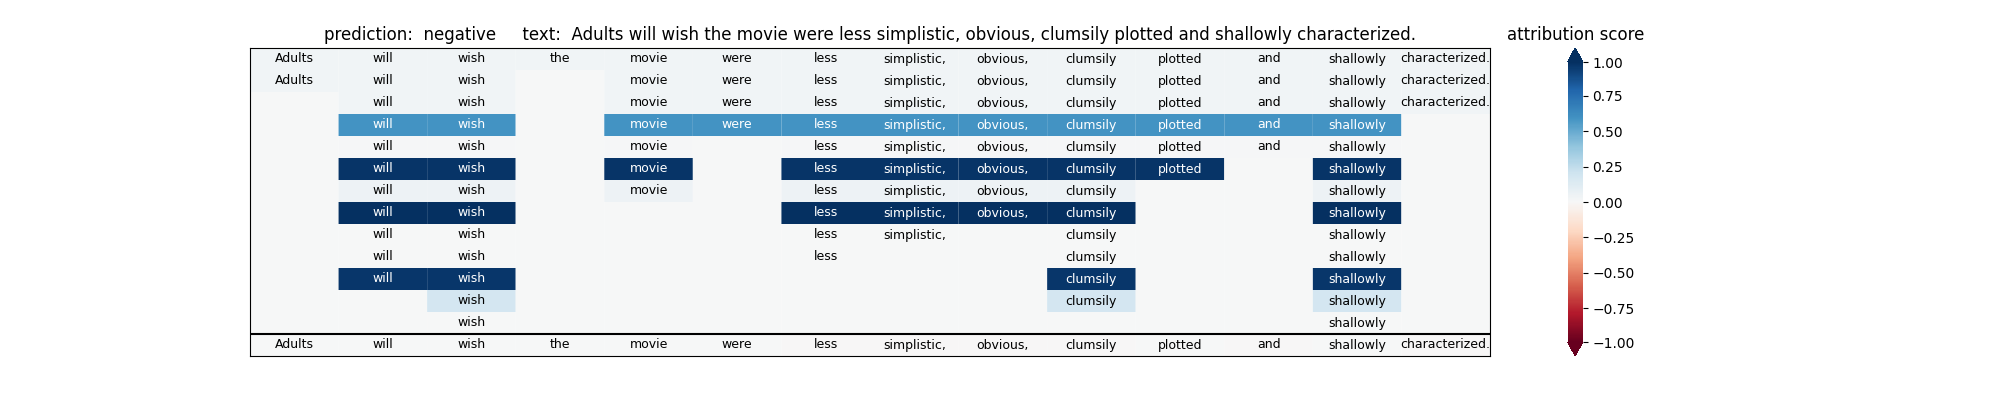 prediction:  negative     text:  Adults will wish the movie were less simplistic, obvious, clumsily plotted and shallowly characterized.     attribution score
Adults will wish the movie were less simplistic, obvious, clumsily plotted and shallowly characterized.
Adults will wish movie were less simplistic, obvious, clumsily plotted and shallowly characterized.
will wish movie were less simplistic, obvious, clumsily plotted and shallowly characterized.
will wish movie were less simplistic, obvious, clumsily plotted and shallowly
will wish movie less simplistic, obvious, clumsily plotted and shallowly
will wish movie less simplistic, obvious, clumsily plotted shallowly
will wish movie less simplistic, obvious, clumsily shallowly
will wish less simplistic, obvious, clumsily shallowly
will wish less simplistic, clumsily shallowly
will wish less clumsily shallowly
will wish clumsily shallowly
wish clumsily shallowly
wish shallowly
Adults will wish the movie were less simplistic, obvious, clumsily plotted and shallowly characterized.
1.00
0.75
0.50
0.25
0.00
−0.25
−0.50
−0.75
−1.00